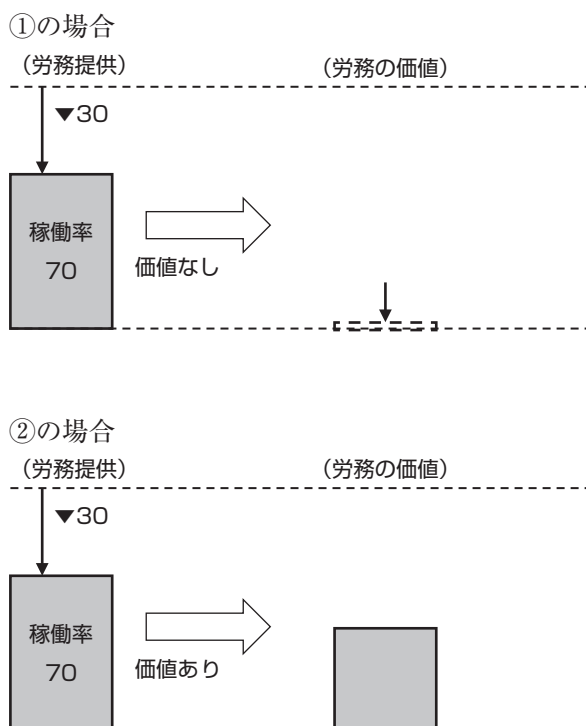 ①の場合
（労務提供）　（労務の価値）
▼30
稼働率
70
価値なし
②の場合
（労務提供）　（労務の価値）
▼30
稼働率
70
価値あり